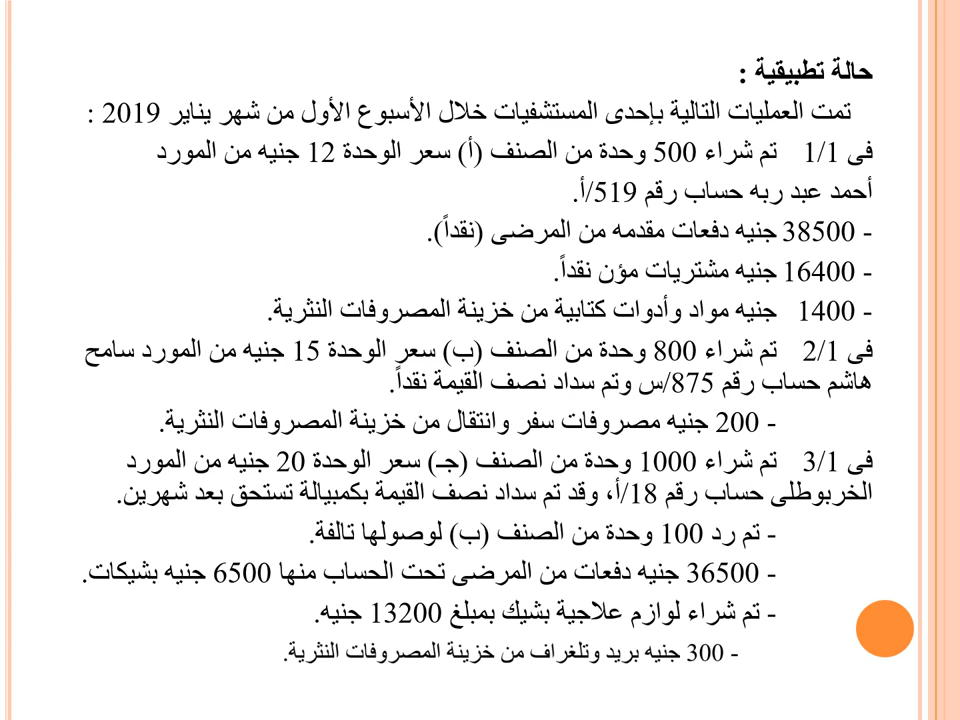 حالة تطبيقية :
تمت العمليات التالية بإحدى المستشفيات خلال الأسبوع الأول من شهر يناير 2019 :
فى 1/1 تم شراء 500 وحدة من الصنف (أ) سعر الوحدة 12 جنيه من المورد
أحمد عبد ربه حساب رقم 519/أ.
- 38500 جنيه دفعات مقدمه من المرضى (نقداً).
- 16400 جنيه مشتريات مؤن نقداً.
- 1400 جنيه مواد وأدوات كتابية من خزينة المصروفات النثرية.
فى 2/1 تم شراء 800 وحدة من الصنف (ب) سعر الوحدة 15 جنيه من المورد سامح
هاشم حساب رقم 875/س وتم سداد نصف القيمة نقداً.
- 200 جنيه مصروفات سفر وانتقال من خزينة المصروفات النثرية.
فى 3/1 تم شراء 1000 وحدة من الصنف (جـ) سعر الوحدة 20 جنيه من المورد
الخربوطلى حساب رقم 18/أ، وقد تم سداد نصف القيمة بكمبيالة تستحق بعد شهرين.
- تم رد 100 وحدة من الصنف (ب) لوصولها تالفة.
- 36500 جنيه دفعات من المرضى تحت الحساب منها 6500 جنيه بشيكات.
- تم شراء لوازم علاجية بشيك بمبلغ 13200 جنيه.
- 300 جنيه بريد وتلغراف من خزينة المصروفات النثرية.